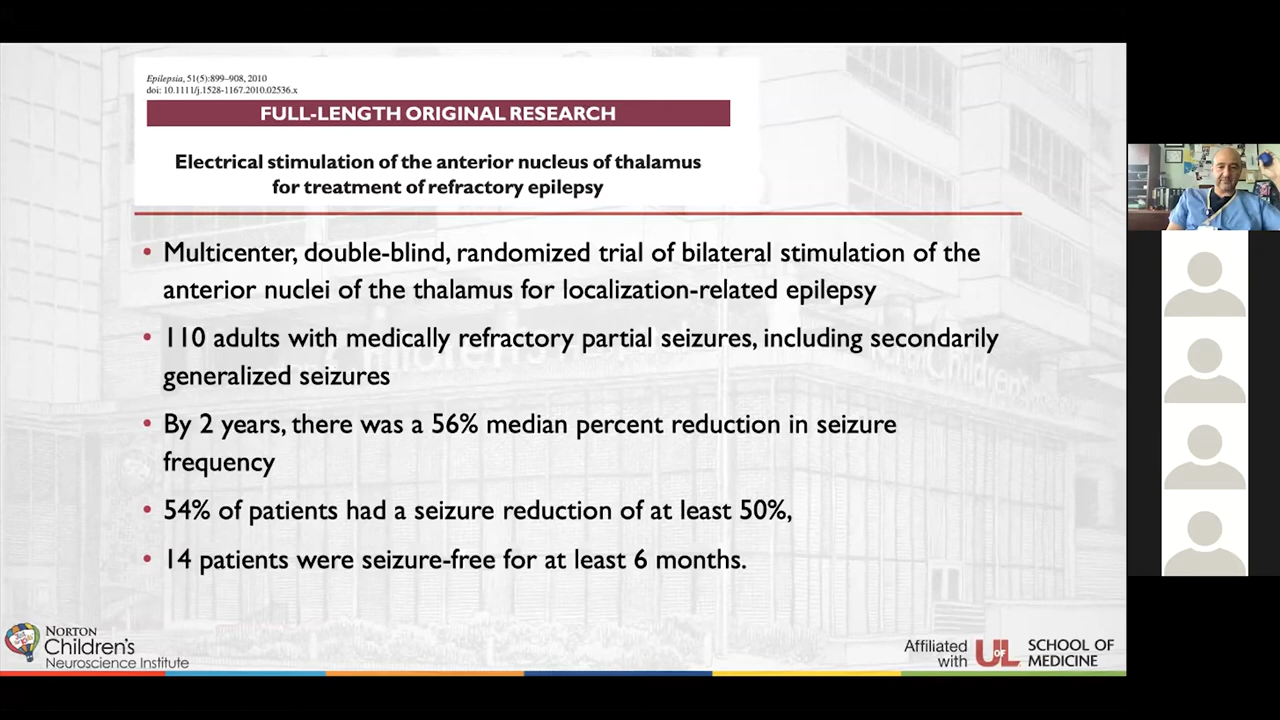 Epilepsia, 51(5):899–908, 2010
doi: 10.1111/j.1528-1167.2010.02536.x
FULL-LENGTH ORIGINAL RESEARCH
Electrical stimulation of the anterior nucleus of thalamus
for treatment of refractory epilepsy
• Multicenter, double-blind, randomized trial of bilateral stimulation of the
anterior nuclei of the thalamus for localization-related epilepsy
• 110 adults with medically refractory partial seizures, including secondarily
generalized seizures
• By 2 years, there was a 56% median percent reduction in seizure
frequency
• 54% of patients had a seizure reduction of at least 50%,
• 14 patients were seizure-free for at least 6 months.
NORTON
Children's
Neuroscience Institute
Affiliated
with
UofL
SCHOOL OF
MEDICINE